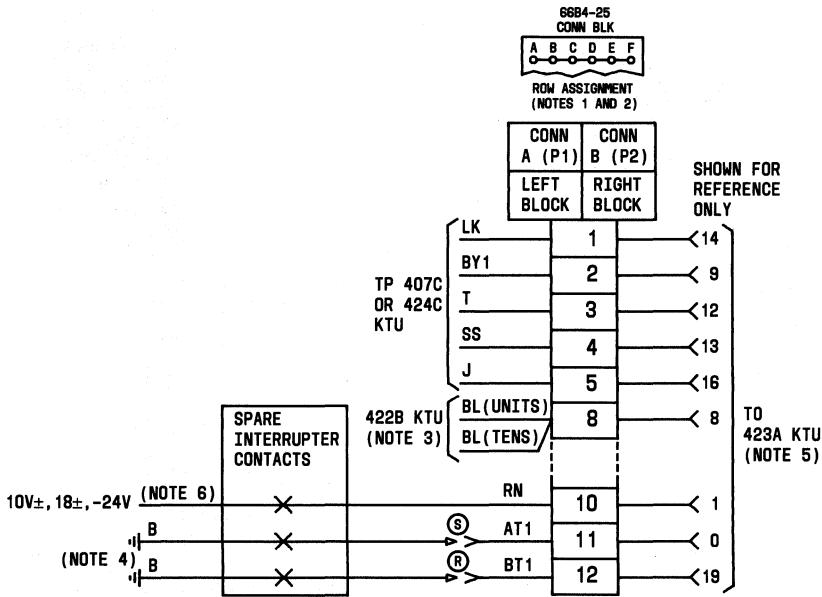 66B4-25
CONN BLK
A B C D E F
ROW ASSIGNMENT
(NOTES 1 AND 2)
CONN
A (P1)
CONN
B (P2)
LEFT
BLOCK
RIGHT
BLOCK
SHOWN FOR
REFERENCE
ONLY
TP 407C
OR 424C
KTU
LK 1 14
BY1 2 9
T 3 12
SS 4 13
J 5 16
422B KTU
(NOTE 3)
BL(UNITS) 8 8
BL(TENS)
TO
423A KTU
(NOTE 5)
SPARE
INTERRUPTER
CONTACTS
10V±, 18±, -24V (NOTE 6) RN 10 1
B S AT1 11 0
(NOTE 4)
B R BT1 12 19